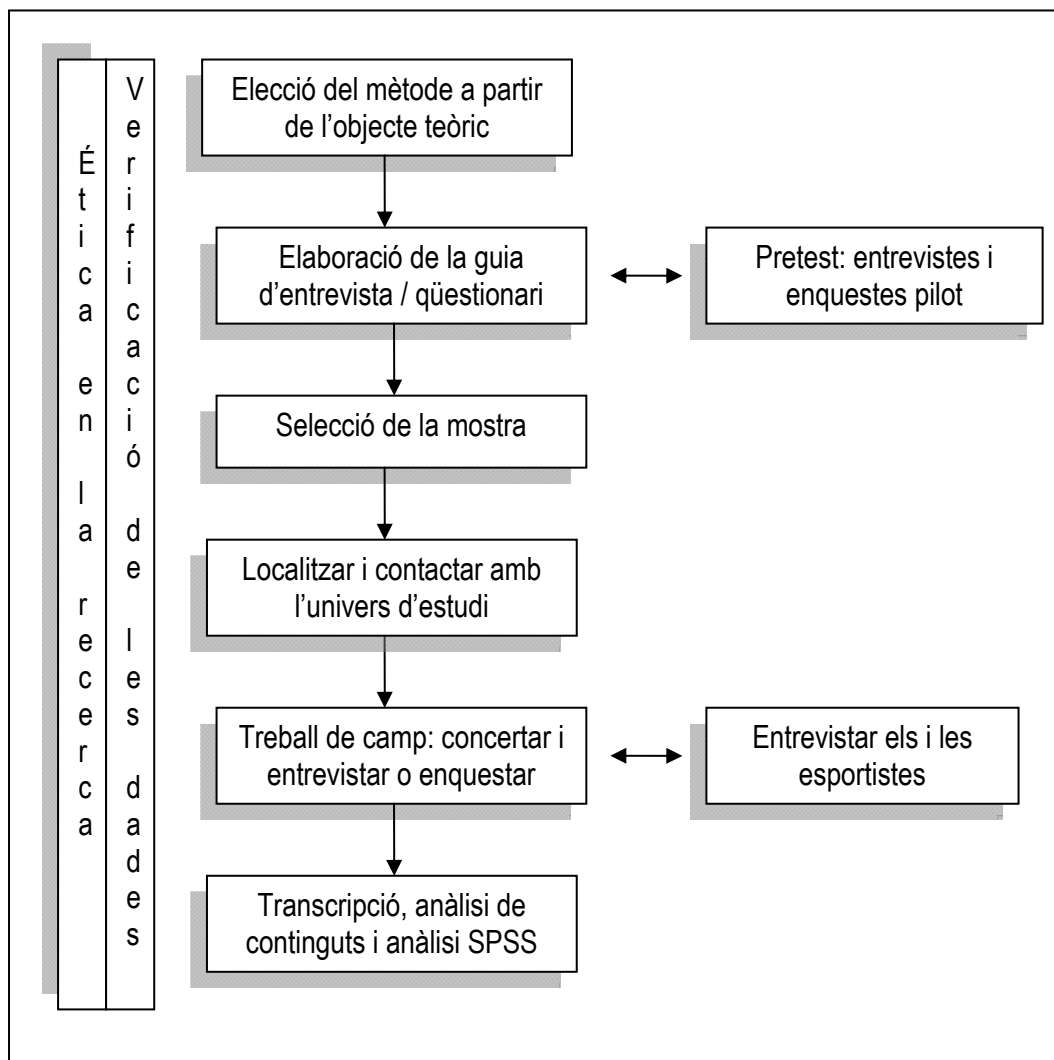 Ética en la recerca
Verificació de les dades
Elecció del mètode a partir
de l’objecte teòric
Elaboració de la guia
d’entrevista / qüestionari
Pretest: entrevistes i
enquestes pilot
Selecció de la mostra
Localitzar i contactar amb
l’univers d’estudi
Treball de camp: concertar i
entrevistar o enquestar
Entrevistar els i les
esportistes
Transcripció, anàlisi de
continguts i anàlisi SPSS